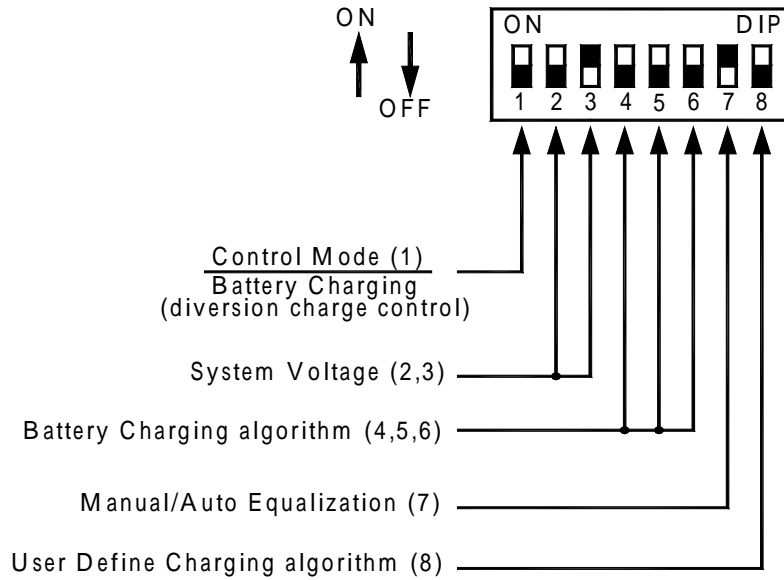 ON
OFF
ON DIP
1 2 3 4 5 6 7 8
Control Mode (1)
Battery Charging
(diversion charge control)
System Voltage (2,3)
Battery Charging algorithm (4,5,6)
Manual/Auto Equalization (7)
User Define Charging algorithm (8)